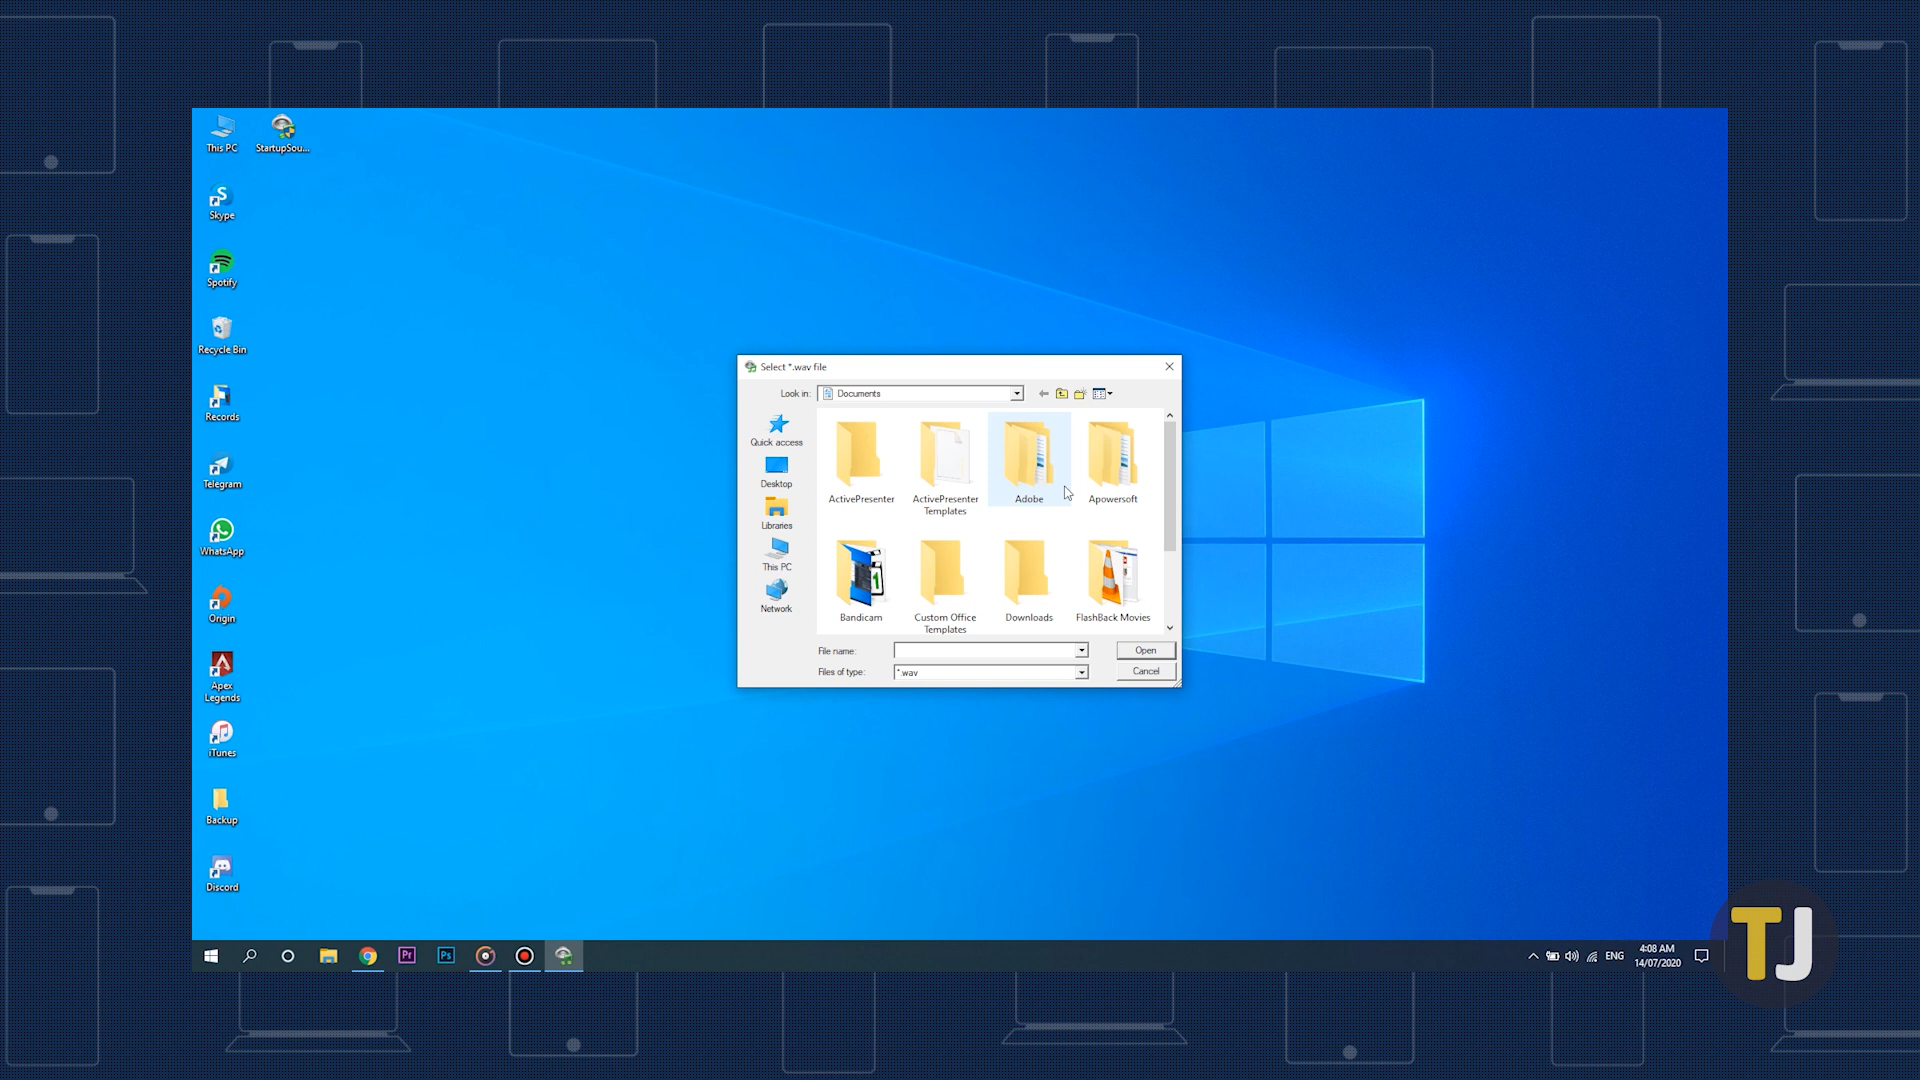 This PC
StartupSou...
Skype
Spotify
Recycle Bin
Records
Telegram
WhatsApp
Origin
Apex
Legends
iTunes
Backup
Discord
Select *.wav file
Look in:
Documents
Quick access
Desktop
Libraries
This PC
Network
ActivePresenter
ActivePresenter
Templates
Adobe
Apowersoft
Bandicam
Custom Office
Templates
Downloads
FlashBack Movies
File name:
Open
Files of type:
*.wav
Cancel
Pr
Ps
ENG
4:08 AM
14/07/2020
TJ